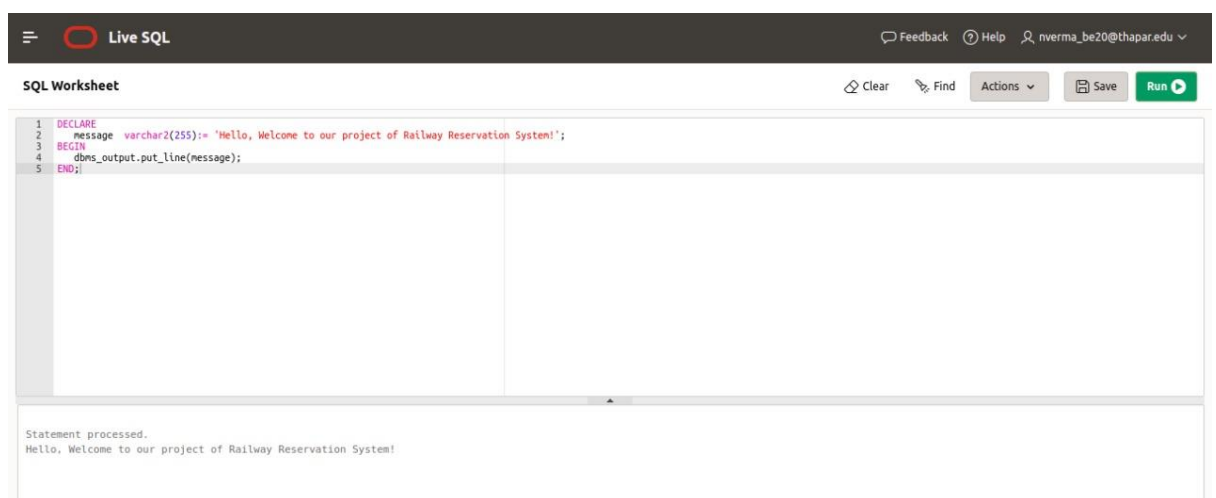 Live SQL
Feedback Help nverma_be20@thapar.edu
SQL Worksheet
Clear Find Actions Save Run
1 DECLARE
2 message varchar2(255):= 'Hello, Welcome to our project of Railway Reservation System!';
3 BEGIN
4 dbms_output.put_line(message);
5 END;
Statement processed.
Hello, Welcome to our project of Railway Reservation System!